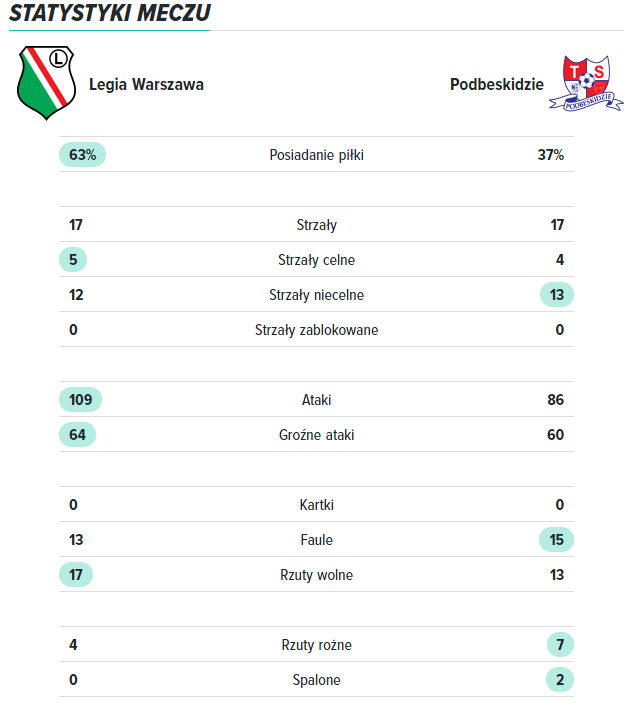 STATYSTYKI MECZU
L
Legia Warszawa
Podbeskidzie
T S
PODBESKIDZIE
63% Posiadanie piłki 37%
17 Strzały 17
5 Strzały celne 4
12 Strzały niecelne 13
0 Strzały zablokowane 0
109 Ataki 86
64 Groźne ataki 60
0 Kartki 0
13 Faule 15
17 Rzuty wolne 13
4 Rzuty rożne 7
0 Spalone 2